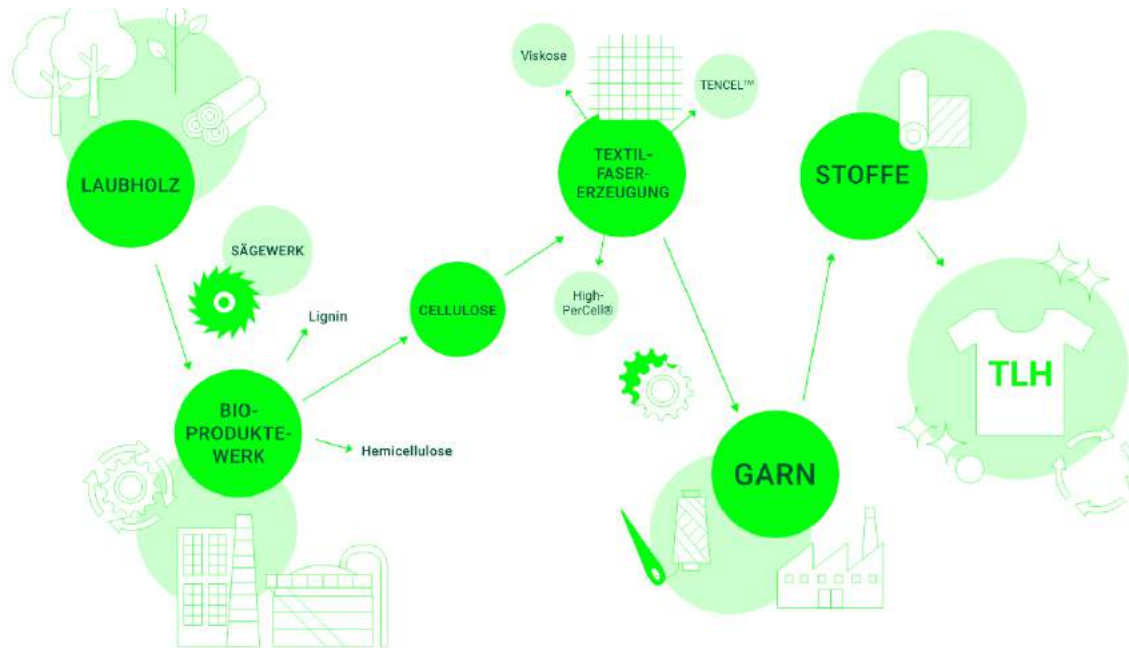 LAUBHOLZ
SÄGEWERK
Lignin
BIO-
PRODUKTE-
WERK
Hemicellulose
CELLULOSE
Viskose
TENCEL™
TEXTIL-
FASER-
ERZEUGUNG
High-
PerCell®
GARN
STOFFE
TLH